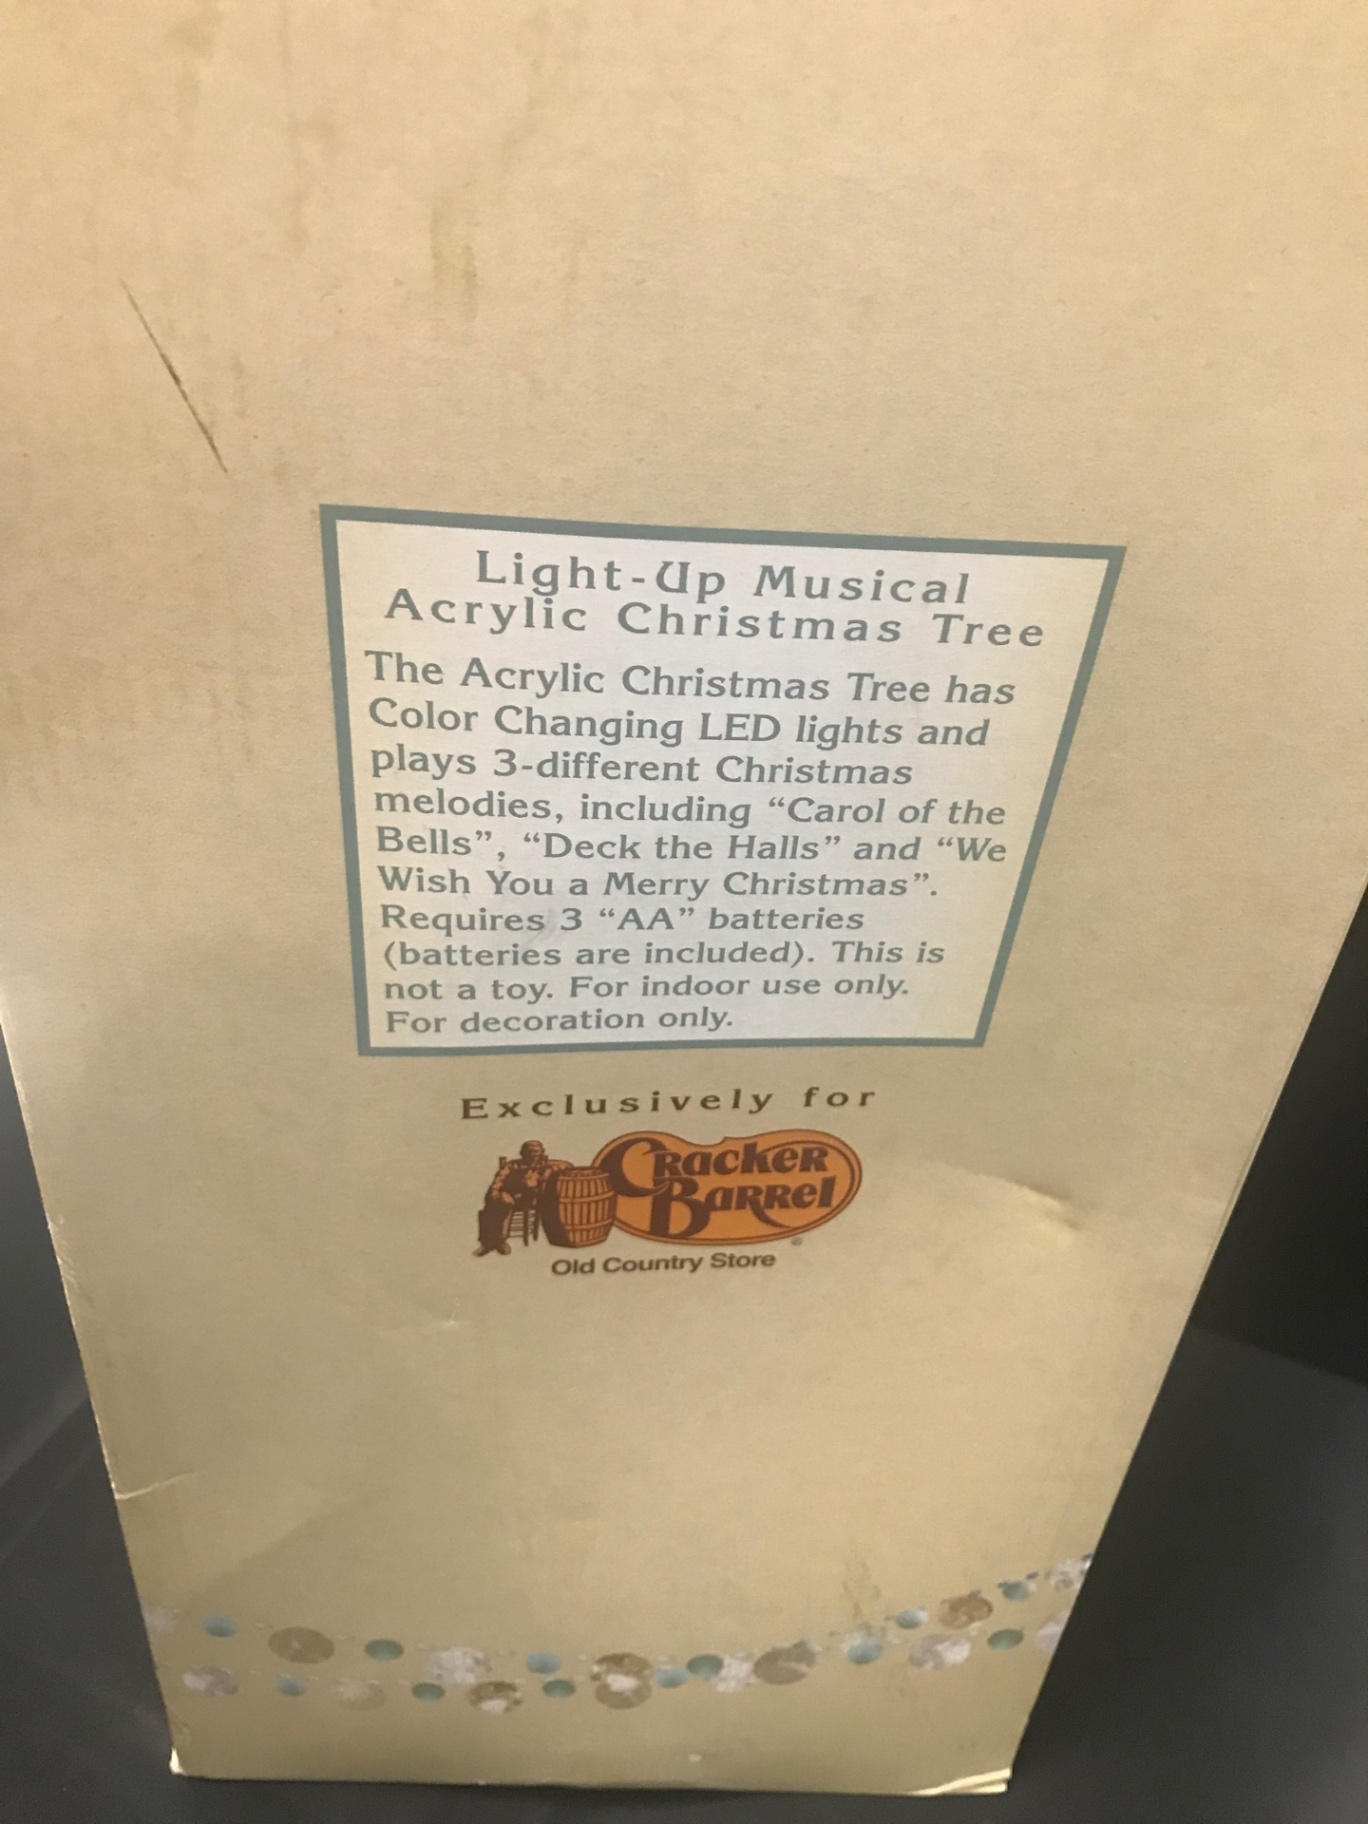 Light-Up Musical
Acrylic Christmas Tree
The Acrylic Christmas Tree has
Color Changing LED lights and
plays 3-different Christmas
melodies, including “Carol of the
Bells”, “Deck the Halls” and “We
Wish You a Merry Christmas”.
Requires 3 “AA” batteries
(batteries are included). This is
not a toy. For indoor use only.
For decoration only.
Exclusively for
Cracker
Barrel
®
Old Country Store